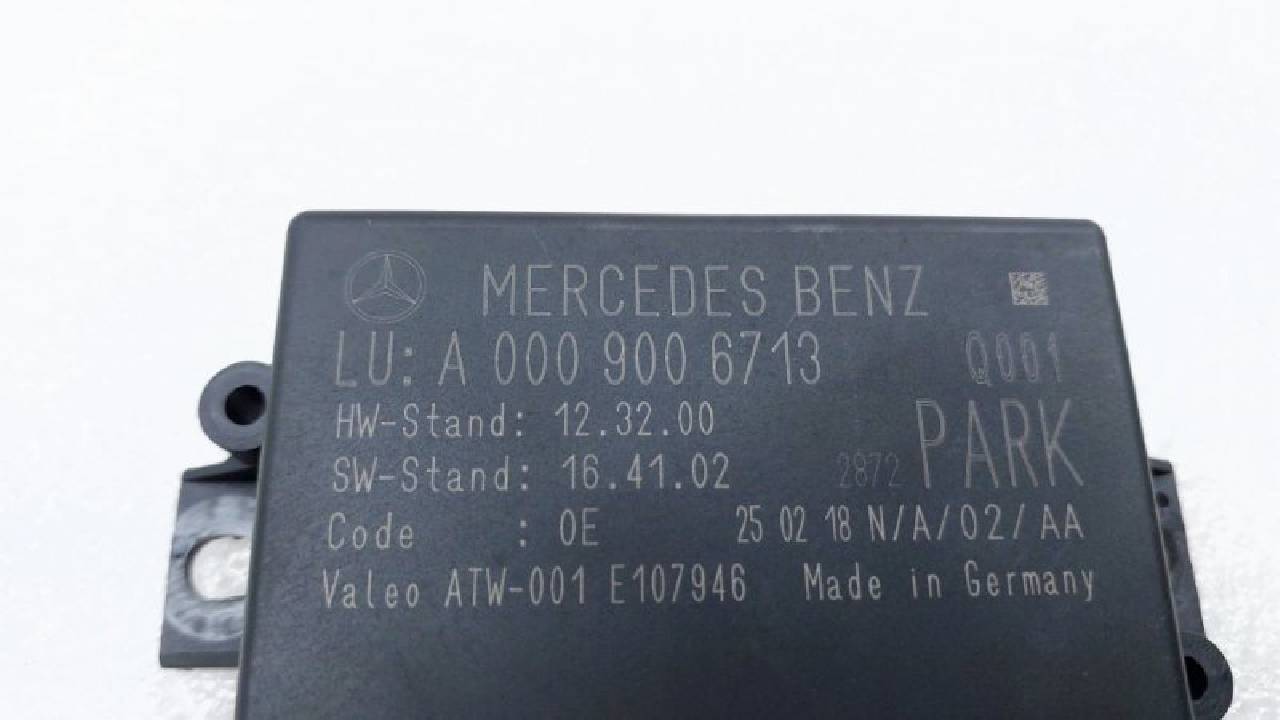 MERCEDES BENZ
LU: A 000 900 6713 Q001
HW-Stand: 12.32.00
SW-Stand: 16.41.02 2872 PARK
Code : 0E 25 02 18 N/A/02/AA
Valeo ATW-001 E107946 Made in Germany